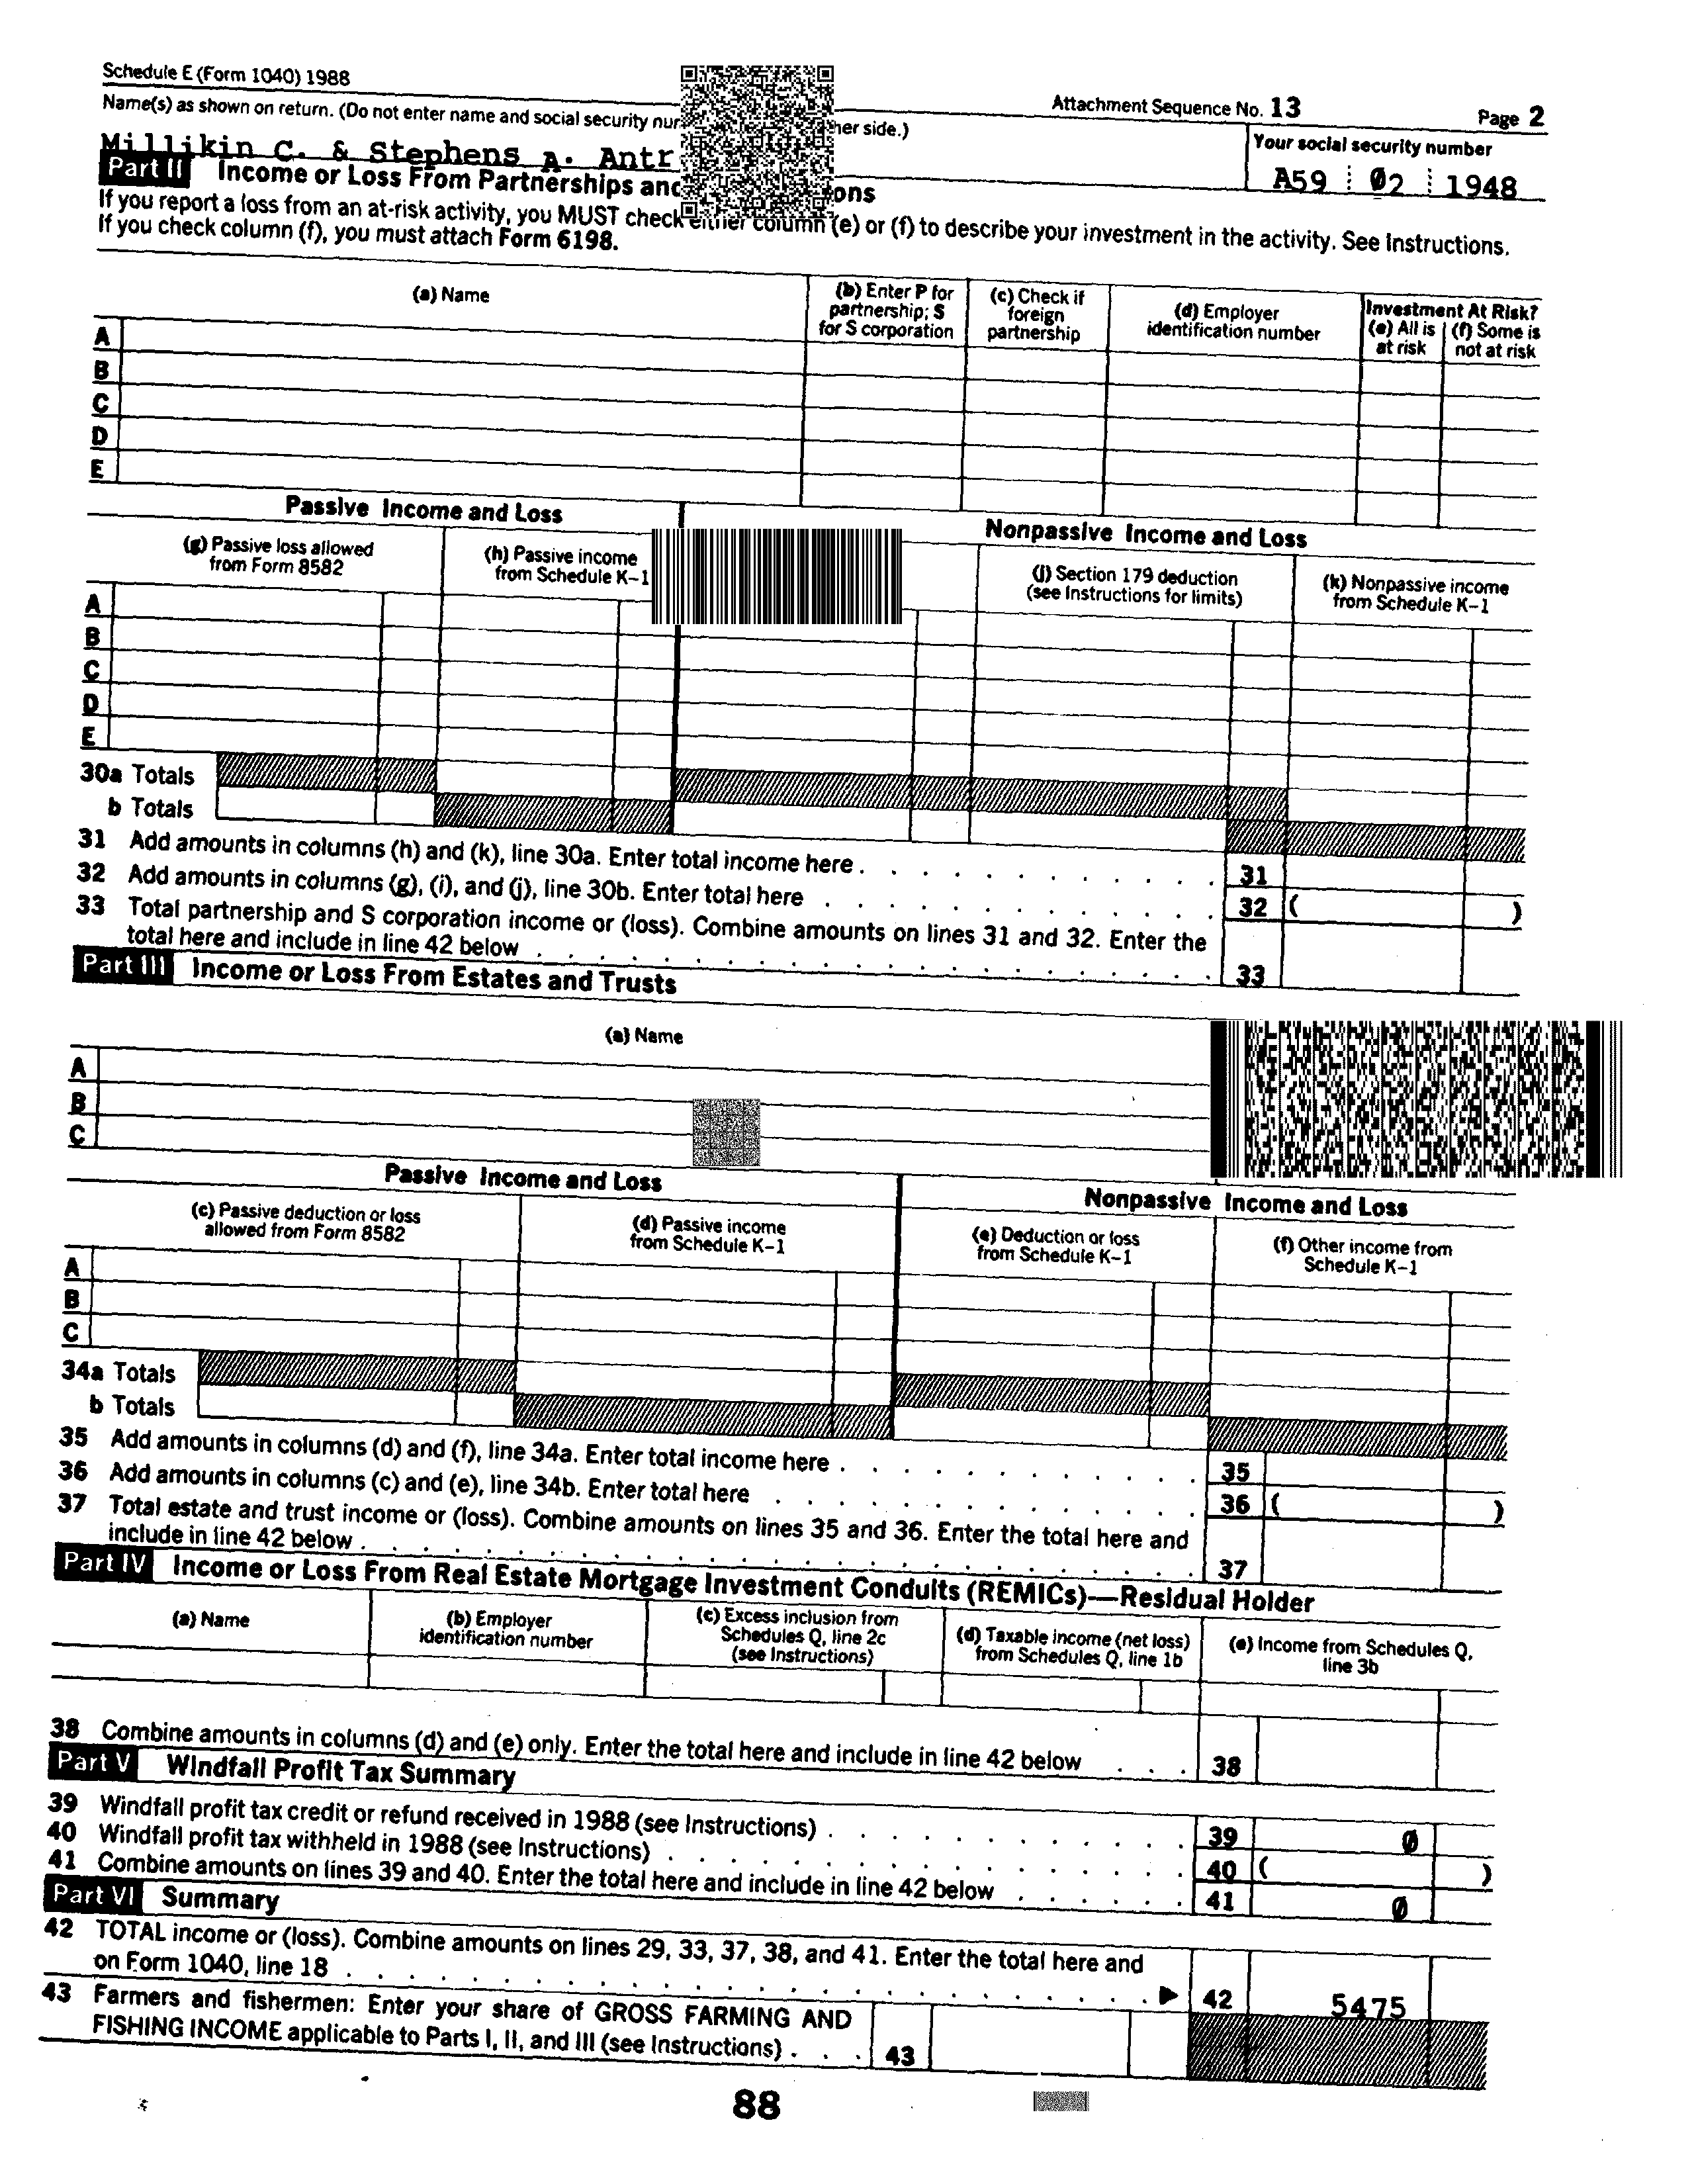 Schedule E (Form 1040) 1988
Attachment Sequence No. 13
Page 2
Name(s) as shown on return. (Do not enter name and social security her side.)
Your social security number
Millikin C. & Stephens A.
A59 02 1948
Part II Income or Loss From Partnerships
If you report a loss from an at-risk activity, you MUST check either column (e) or (f) to describe your investment in the activity. See Instructions.
If you check column (f), you must attach Form 6198.
(a) Name
(b) Enter P for partnership; S for S corporation
(c) Check if foreign partnership
(d) Employer identification number
Investment At Risk?
(e) All is at risk
(f) Some is not at risk
A
B
C
D
E
Passive Income and Loss
Nonpassive Income and Loss
(g) Passive loss allowed from Form 8582
(h) Passive income from Schedule K-1
(j) Section 179 deduction (see Instructions for limits)
(k) Nonpassive income from Schedule K-1
A
B
C
D
E
30a Totals
b Totals
31 Add amounts in columns (h) and (k), line 30a. Enter total income here . . . . . . . . . . . 31
32 Add amounts in columns (g), (i), and (j), line 30b. Enter total here . . . . . . . . . . . . 32 ( )
33 Total partnership and S corporation income or (loss). Combine amounts on lines 31 and 32. Enter the
total here and include in line 42 below . . . . . . . . . . . . . . . . . . . . 33
Part III Income or Loss From Estates and Trusts
(a) Name
A
B
C
Passive Income and Loss
Nonpassive Income and Loss
(c) Passive deduction or loss allowed from Form 8582
(d) Passive income from Schedule K-1
(e) Deduction or loss from Schedule K-1
(f) Other income from Schedule K-1
A
B
C
34a Totals
b Totals
35 Add amounts in columns (d) and (f), line 34a. Enter total income here . . . . . . . . . . . 35
36 Add amounts in columns (c) and (e), line 34b. Enter total here . . . . . . . . . . . . . 36 ( )
37 Total estate and trust income or (loss). Combine amounts on lines 35 and 36. Enter the total here and
include in line 42 below . . . . . . . . . . . . . . . . . . . . . . . . 37
Part IV Income or Loss From Real Estate Mortgage Investment Conduits (REMICs)—Residual Holder
(a) Name
(b) Employer identification number
(c) Excess inclusion from Schedules Q, line 2c (see Instructions)
(d) Taxable income (net loss) from Schedules Q, line 1b
(e) Income from Schedules Q, line 3b
38 Combine amounts in columns (d) and (e) only. Enter the total here and include in line 42 below . . . 38
Part V Windfall Profit Tax Summary
39 Windfall profit tax credit or refund received in 1988 (see Instructions) . . . . . . . . . . . 39 0
40 Windfall profit tax withheld in 1988 (see Instructions) . . . . . . . . . . . . . . . 40 ( )
41 Combine amounts on lines 39 and 40. Enter the total here and include in line 42 below . . . . . . 41 0
Part VI Summary
42 TOTAL income or (loss). Combine amounts on lines 29, 33, 37, 38, and 41. Enter the total here and
on Form 1040, line 18 . . . . . . . . . . . . . . . . . . . . . . . . ▶ 42 5475
43 Farmers and fishermen: Enter your share of GROSS FARMING AND
FISHING INCOME applicable to Parts I, II, and III (see Instructions) . . . 43
88